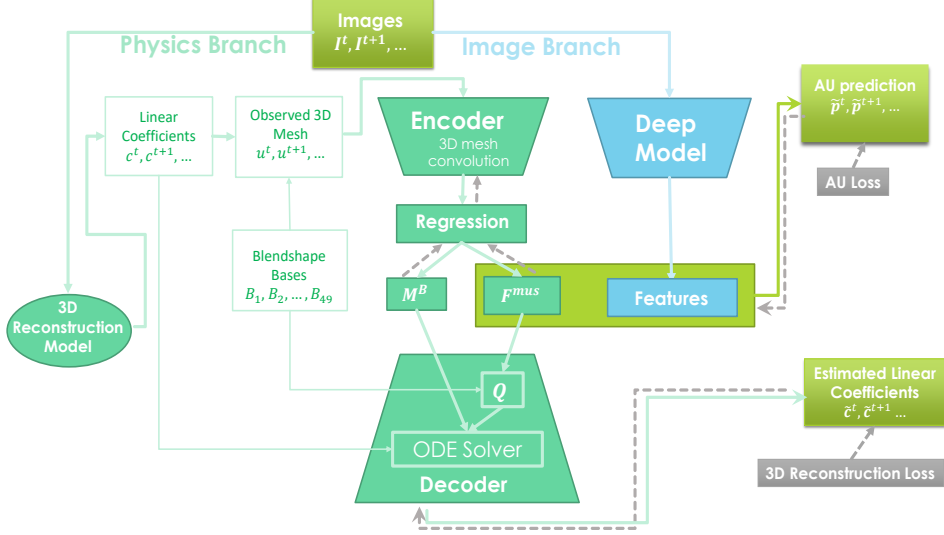 Images
I^t, I^{t+1}, ...
Physics Branch
Image Branch
Linear
Coefficients
c^t, c^{t+1}, ...
Observed 3D
Mesh
u^t, u^{t+1}, ...
Encoder
3D mesh
convolution
Deep
Model
AU prediction
p̃^t, p̃^{t+1}, ...
AU Loss
Regression
Blendshape
Bases
B_1, B_2, ..., B_{49}
M^B
F^{mus}
Features
3D
Reconstruction
Model
Q
ODE Solver
Decoder
Estimated Linear
Coefficients
c̃^t, c̃^{t+1} ...
3D Reconstruction Loss